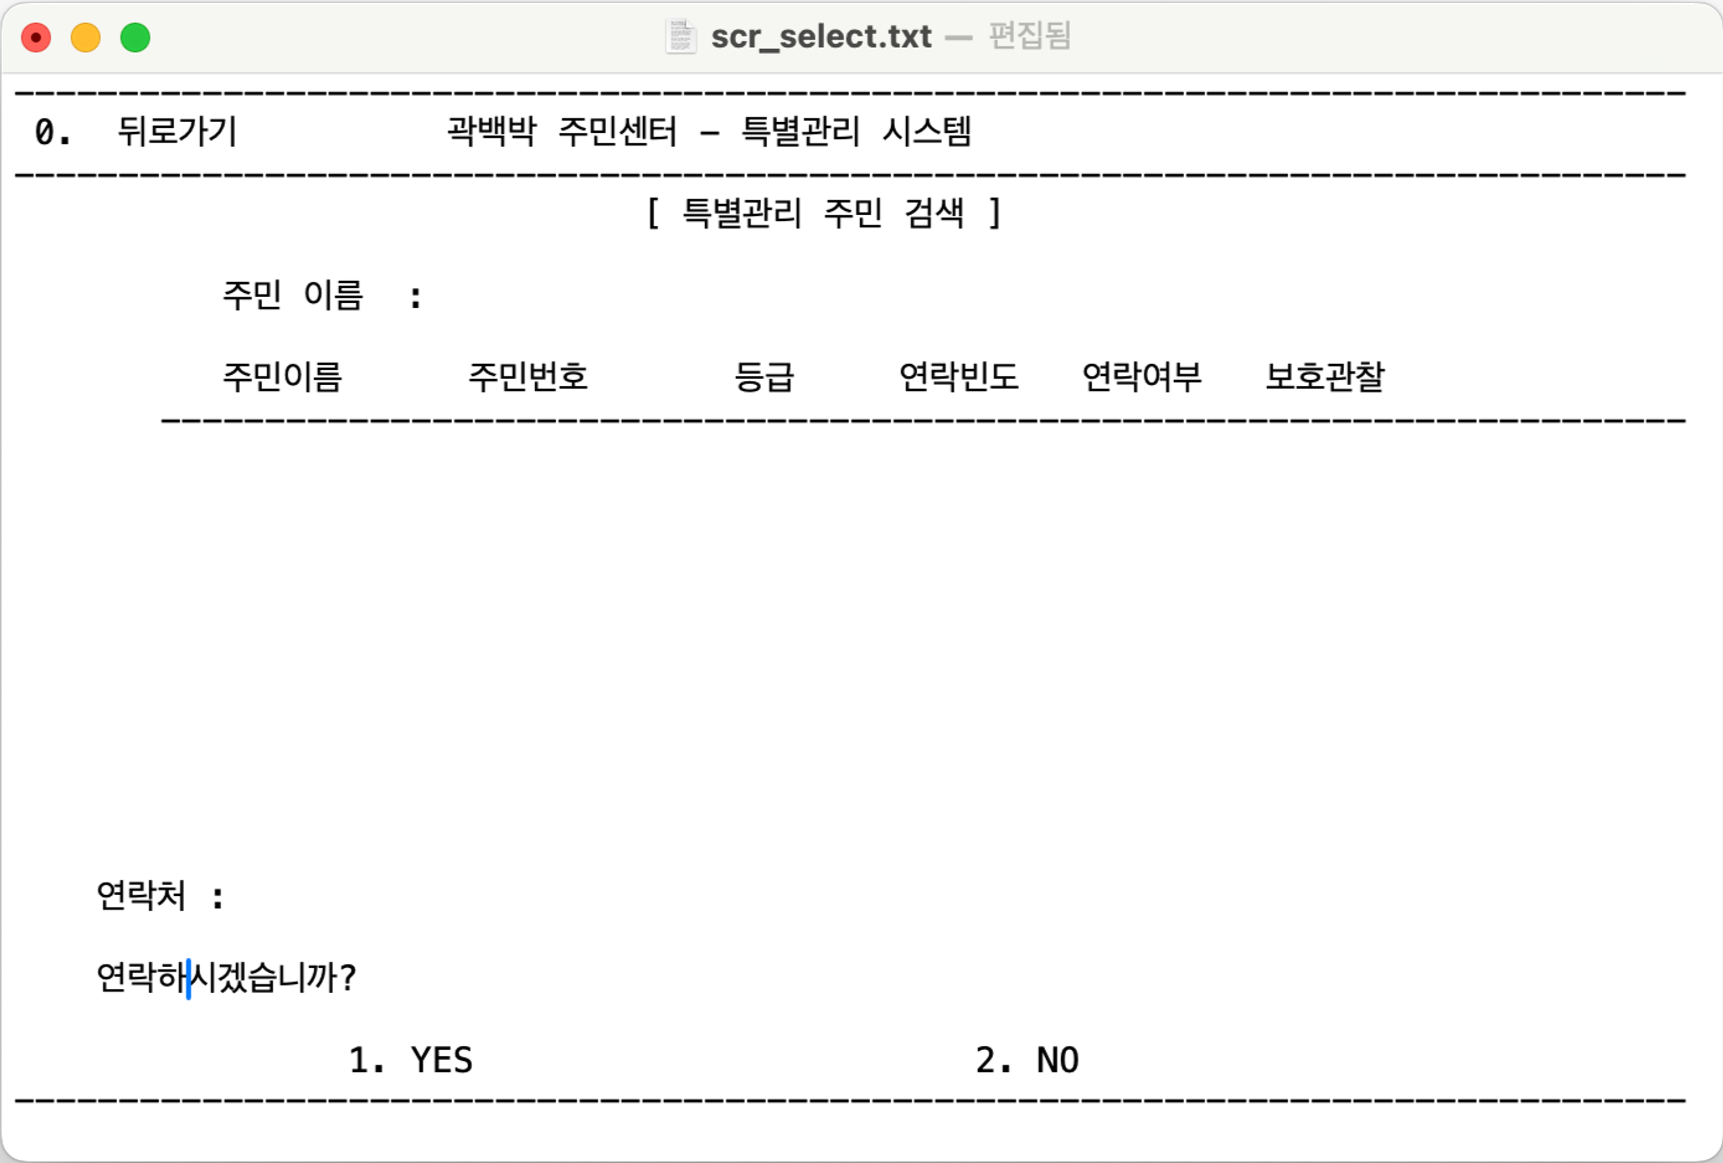 scr_select.txt — 편집됨
--------------------------------------------------------------------------------
0. 뒤로가기 곽백박 주민센터 - 특별관리 시스템
--------------------------------------------------------------------------------
[ 특별관리 주민 검색 ]
주민 이름 :
주민이름 주민번호 등급 연락빈도 연락여부 보호관찰
-------------------------------------------------------------------------
연락처 :
연락하시겠습니까?
1. YES 2. NO
--------------------------------------------------------------------------------